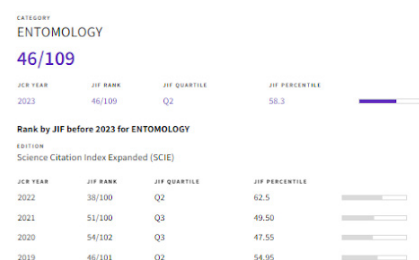 CATEGORY
ENTOMOLOGY
46/109
JCR YEAR JIF RANK JIF QUARTILE JIF PERCENTILE
2023 46/109 Q2 58.3
Rank by JIF before 2023 for ENTOMOLOGY
EDITION
Science Citation Index Expanded (SCIE)
JCR YEAR JIF RANK JIF QUARTILE JIF PERCENTILE
2022 38/100 Q2 62.5
2021 51/100 Q3 49.50
2020 54/102 Q3 47.55
2019 46/101 Q2 54.95